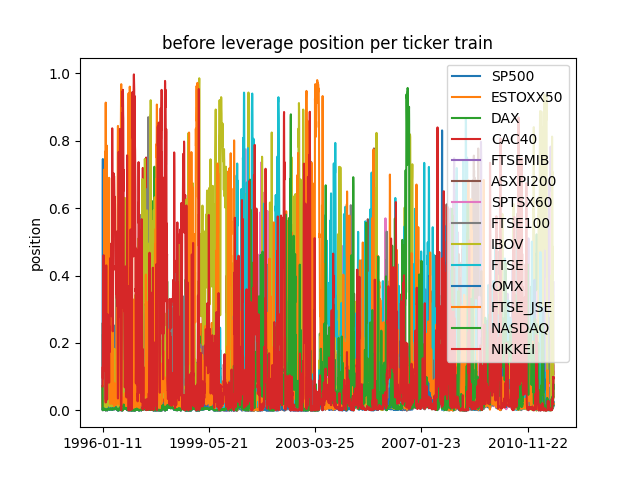 before leverage position per ticker train
1.0
0.8
0.6
0.4
0.2
0.0
position
SP500
ESTOXX50
DAX
CAC40
FTSEMIB
ASXPI200
SPTSX60
FTSE100
IBOV
FTSE
OMX
FTSE_JSE
NASDAQ
NIKKEI
1996-01-11 1999-05-21 2003-03-25 2007-01-23 2010-11-22